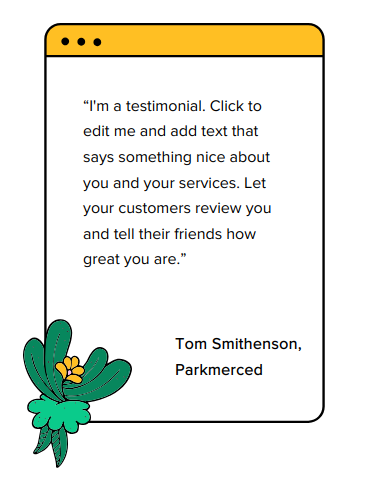 “I'm a testimonial. Click to
edit me and add text that
says something nice about
you and your services. Let
your customers review you
and tell their friends how
great you are.”
Tom Smithenson,
Parkmerced